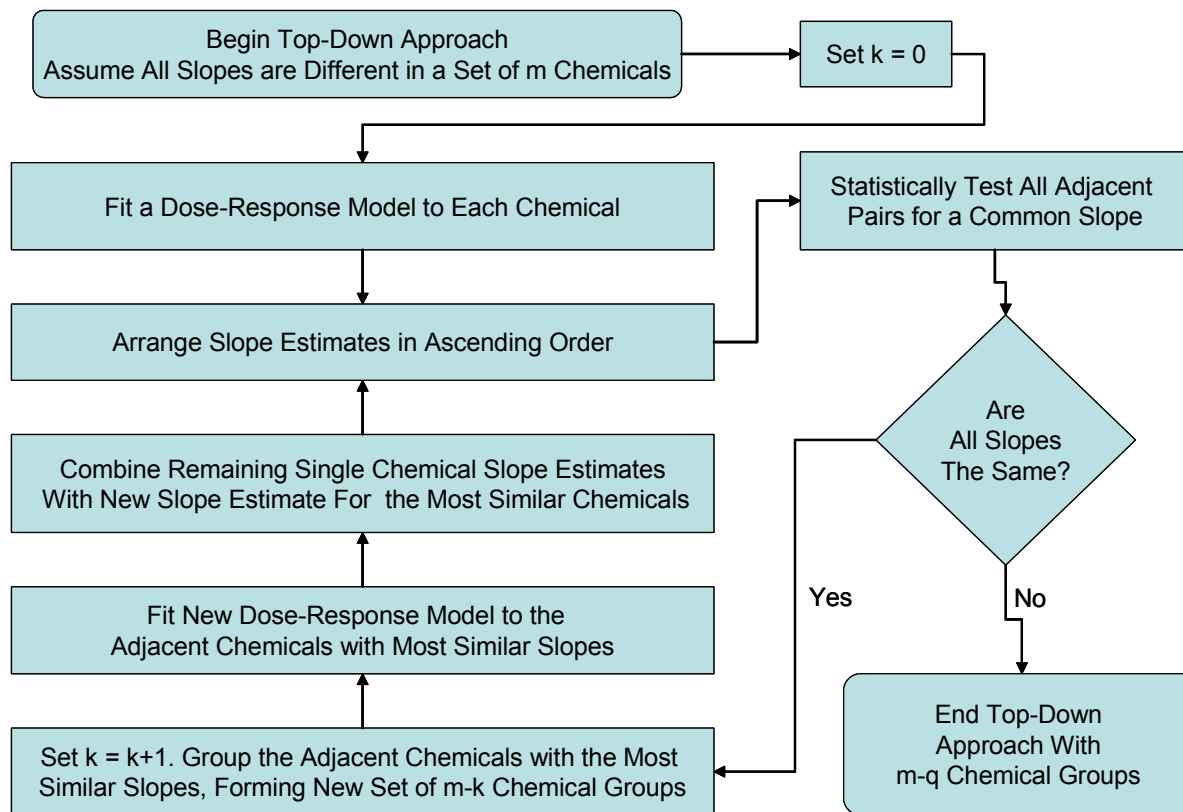 Begin Top-Down Approach
Assume All Slopes are Different in a Set of m Chemicals
Set k = 0
Fit a Dose-Response Model to Each Chemical
Statistically Test All Adjacent
Pairs for a Common Slope
Arrange Slope Estimates in Ascending Order
Are
All Slopes
The Same?
Combine Remaining Single Chemical Slope Estimates
With New Slope Estimate For the Most Similar Chemicals
Fit New Dose-Response Model to the
Adjacent Chemicals with Most Similar Slopes
Yes
No
Set k = k+1. Group the Adjacent Chemicals with the Most
Similar Slopes, Forming New Set of m-k Chemical Groups
End Top-Down
Approach With
m-q Chemical Groups